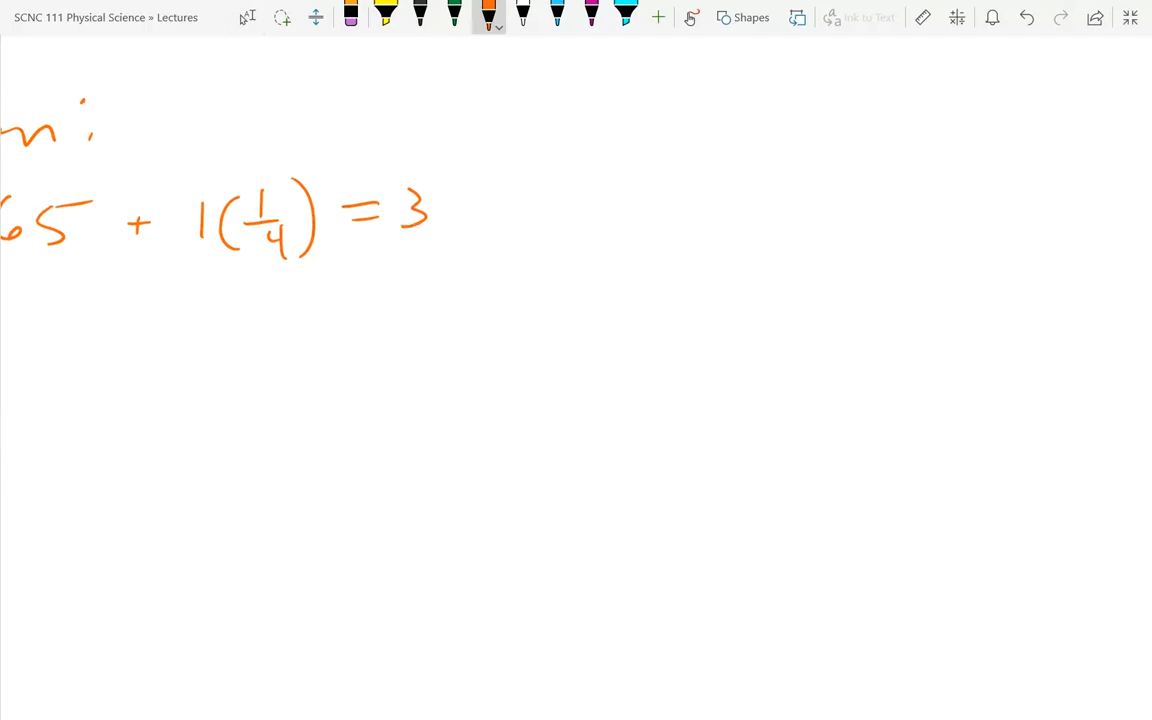 SCNC 111 Physical Science » Lectures Shapes Ink to Text
n :
65 + 1(1/4) = 3